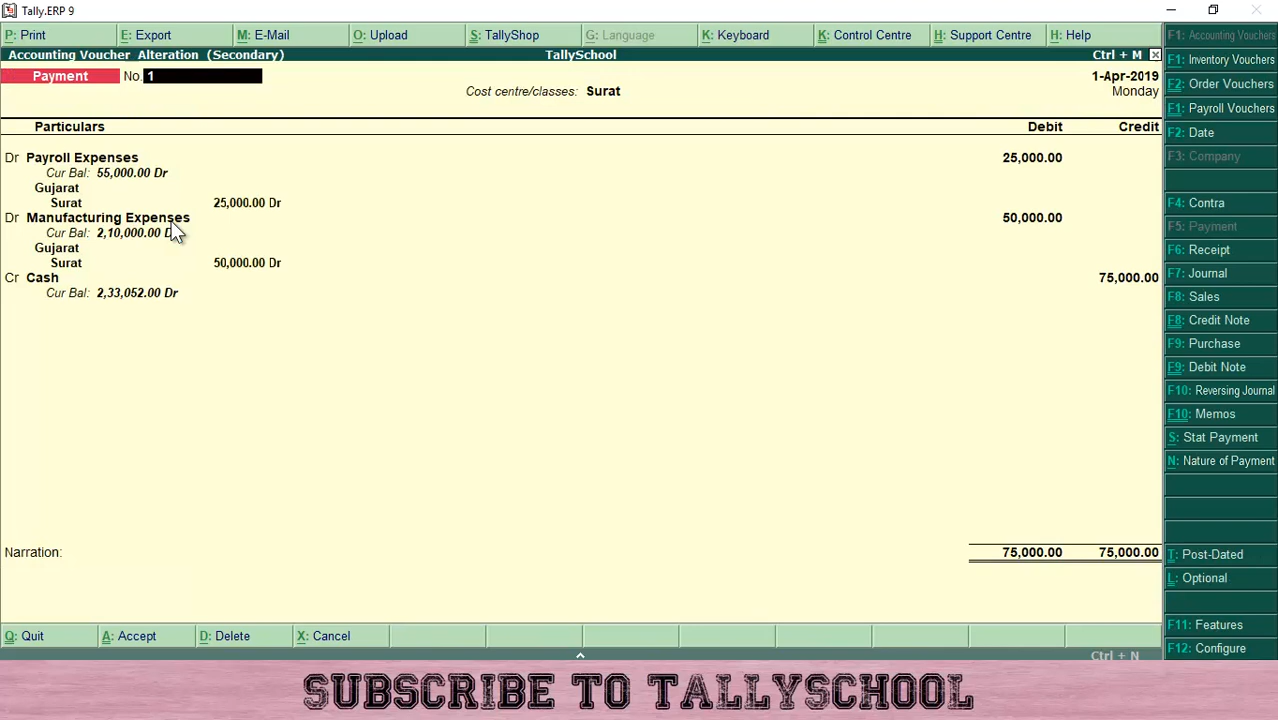 Tally.ERP 9
P: Print E: Export M: E-Mail O: Upload S: TallyShop G: Language K: Keyboard K: Control Centre H: Support Centre H: Help
Accounting Voucher Alteration (Secondary) TallySchool Ctrl + M
Payment No. 1 1-Apr-2019
Cost centre/classes: Surat Monday
Particulars Debit Credit
Dr Payroll Expenses 25,000.00
Cur Bal: 55,000.00 Dr
Gujarat
Surat 25,000.00 Dr
Dr Manufacturing Expenses 50,000.00
Cur Bal: 2,10,000.00 D
Gujarat
Surat 50,000.00 Dr
Cr Cash 75,000.00
Cur Bal: 2,33,052.00 Dr
Narration: 75,000.00 75,000.00
Q: Quit A: Accept D: Delete X: Cancel
Ctrl + N
F1: Accounting Vouchers
F1: Inventory Vouchers
F2: Order Vouchers
F1: Payroll Vouchers
F2: Date
F3: Company
F4: Contra
F5: Payment
F6: Receipt
F7: Journal
F8: Sales
F8: Credit Note
F9: Purchase
F9: Debit Note
F10: Reversing Journal
F10: Memos
S: Stat Payment
N: Nature of Payment
T: Post-Dated
L: Optional
F11: Features
F12: Configure
SUBSCRIBE TO TALLYSCHOOL